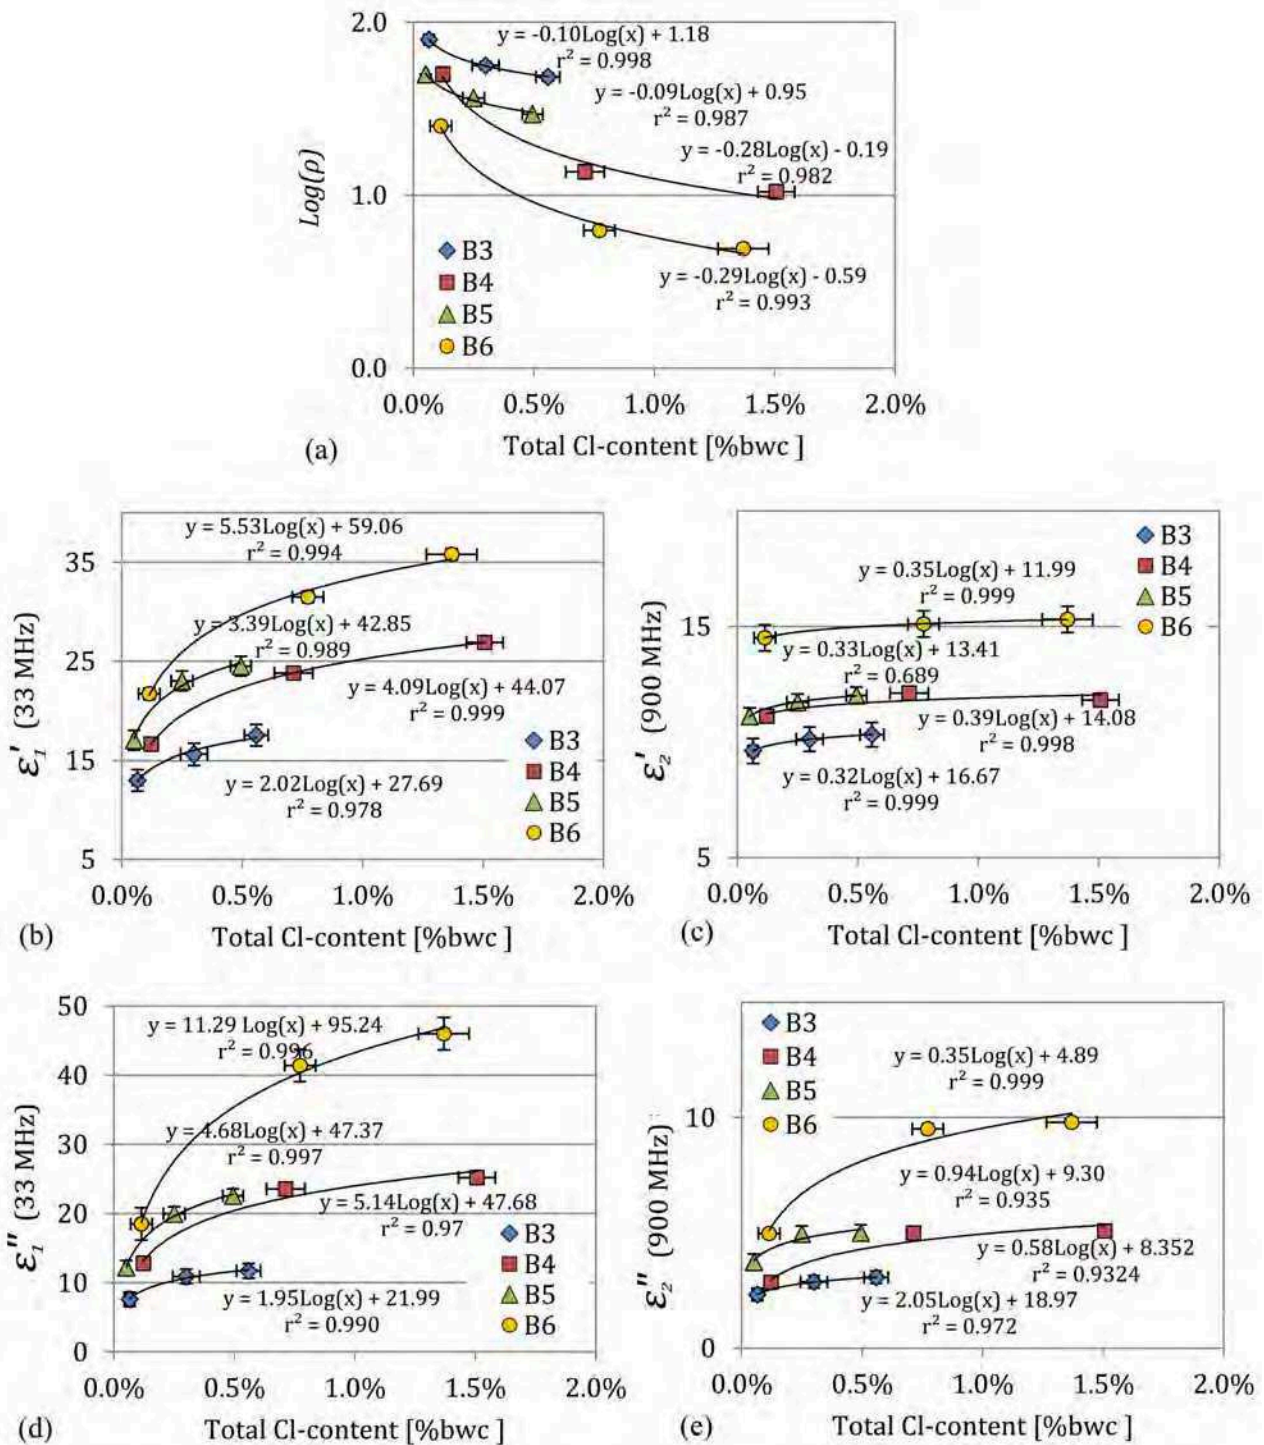 2.0
y = -0.10Log(x) + 1.18
r² = 0.998
y = -0.09Log(x) + 0.95
r² = 0.987
y = -0.28Log(x) - 0.19
r² = 0.982
Log(ρ)
1.0
B3
B4
B5
B6
y = -0.29Log(x) - 0.59
r² = 0.993
0.0
0.0% 0.5% 1.0% 1.5% 2.0%
(a)
Total Cl-content [%bwc ]
y = 5.53Log(x) + 59.06
r² = 0.994
35
y = 3.39Log(x) + 42.85
r² = 0.989
25
ε₁' (33 MHz)
y = 4.09Log(x) + 44.07
r² = 0.999
15
y = 2.02Log(x) + 27.69
r² = 0.978
B3
B4
B5
B6
5
0.0% 0.5% 1.0% 1.5% 2.0%
(b)
Total Cl-content [%bwc ]
B3
B4
B5
B6
y = 0.35Log(x) + 11.99
r² = 0.999
15
y = 0.33Log(x) + 13.41
r² = 0.689
ε₂' (900 MHz)
y = 0.39Log(x) + 14.08
r² = 0.998
y = 0.32Log(x) + 16.67
r² = 0.999
5
0.0% 0.5% 1.0% 1.5% 2.0%
(c)
Total Cl-content [%bwc ]
50
y = 11.29 Log(x) + 95.24
r² = 0.996
40
30
y = 4.68Log(x) + 47.37
r² = 0.997
ε₁'' (33 MHz)
20
y = 5.14Log(x) + 47.68
r² = 0.97
10
y = 1.95Log(x) + 21.99
r² = 0.990
B3
B4
B5
B6
0
0.0% 0.5% 1.0% 1.5% 2.0%
(d)
Total Cl-content [%bwc ]
B3
B4
B5
B6
y = 0.35Log(x) + 4.89
r² = 0.999
10
y = 0.94Log(x) + 9.30
r² = 0.935
ε₂'' (900 MHz)
y = 0.58Log(x) + 8.352
r² = 0.9324
y = 2.05Log(x) + 18.97
r² = 0.972
0
0.0% 0.5% 1.0% 1.5% 2.0%
(e)
Total Cl-content [%bwc ]